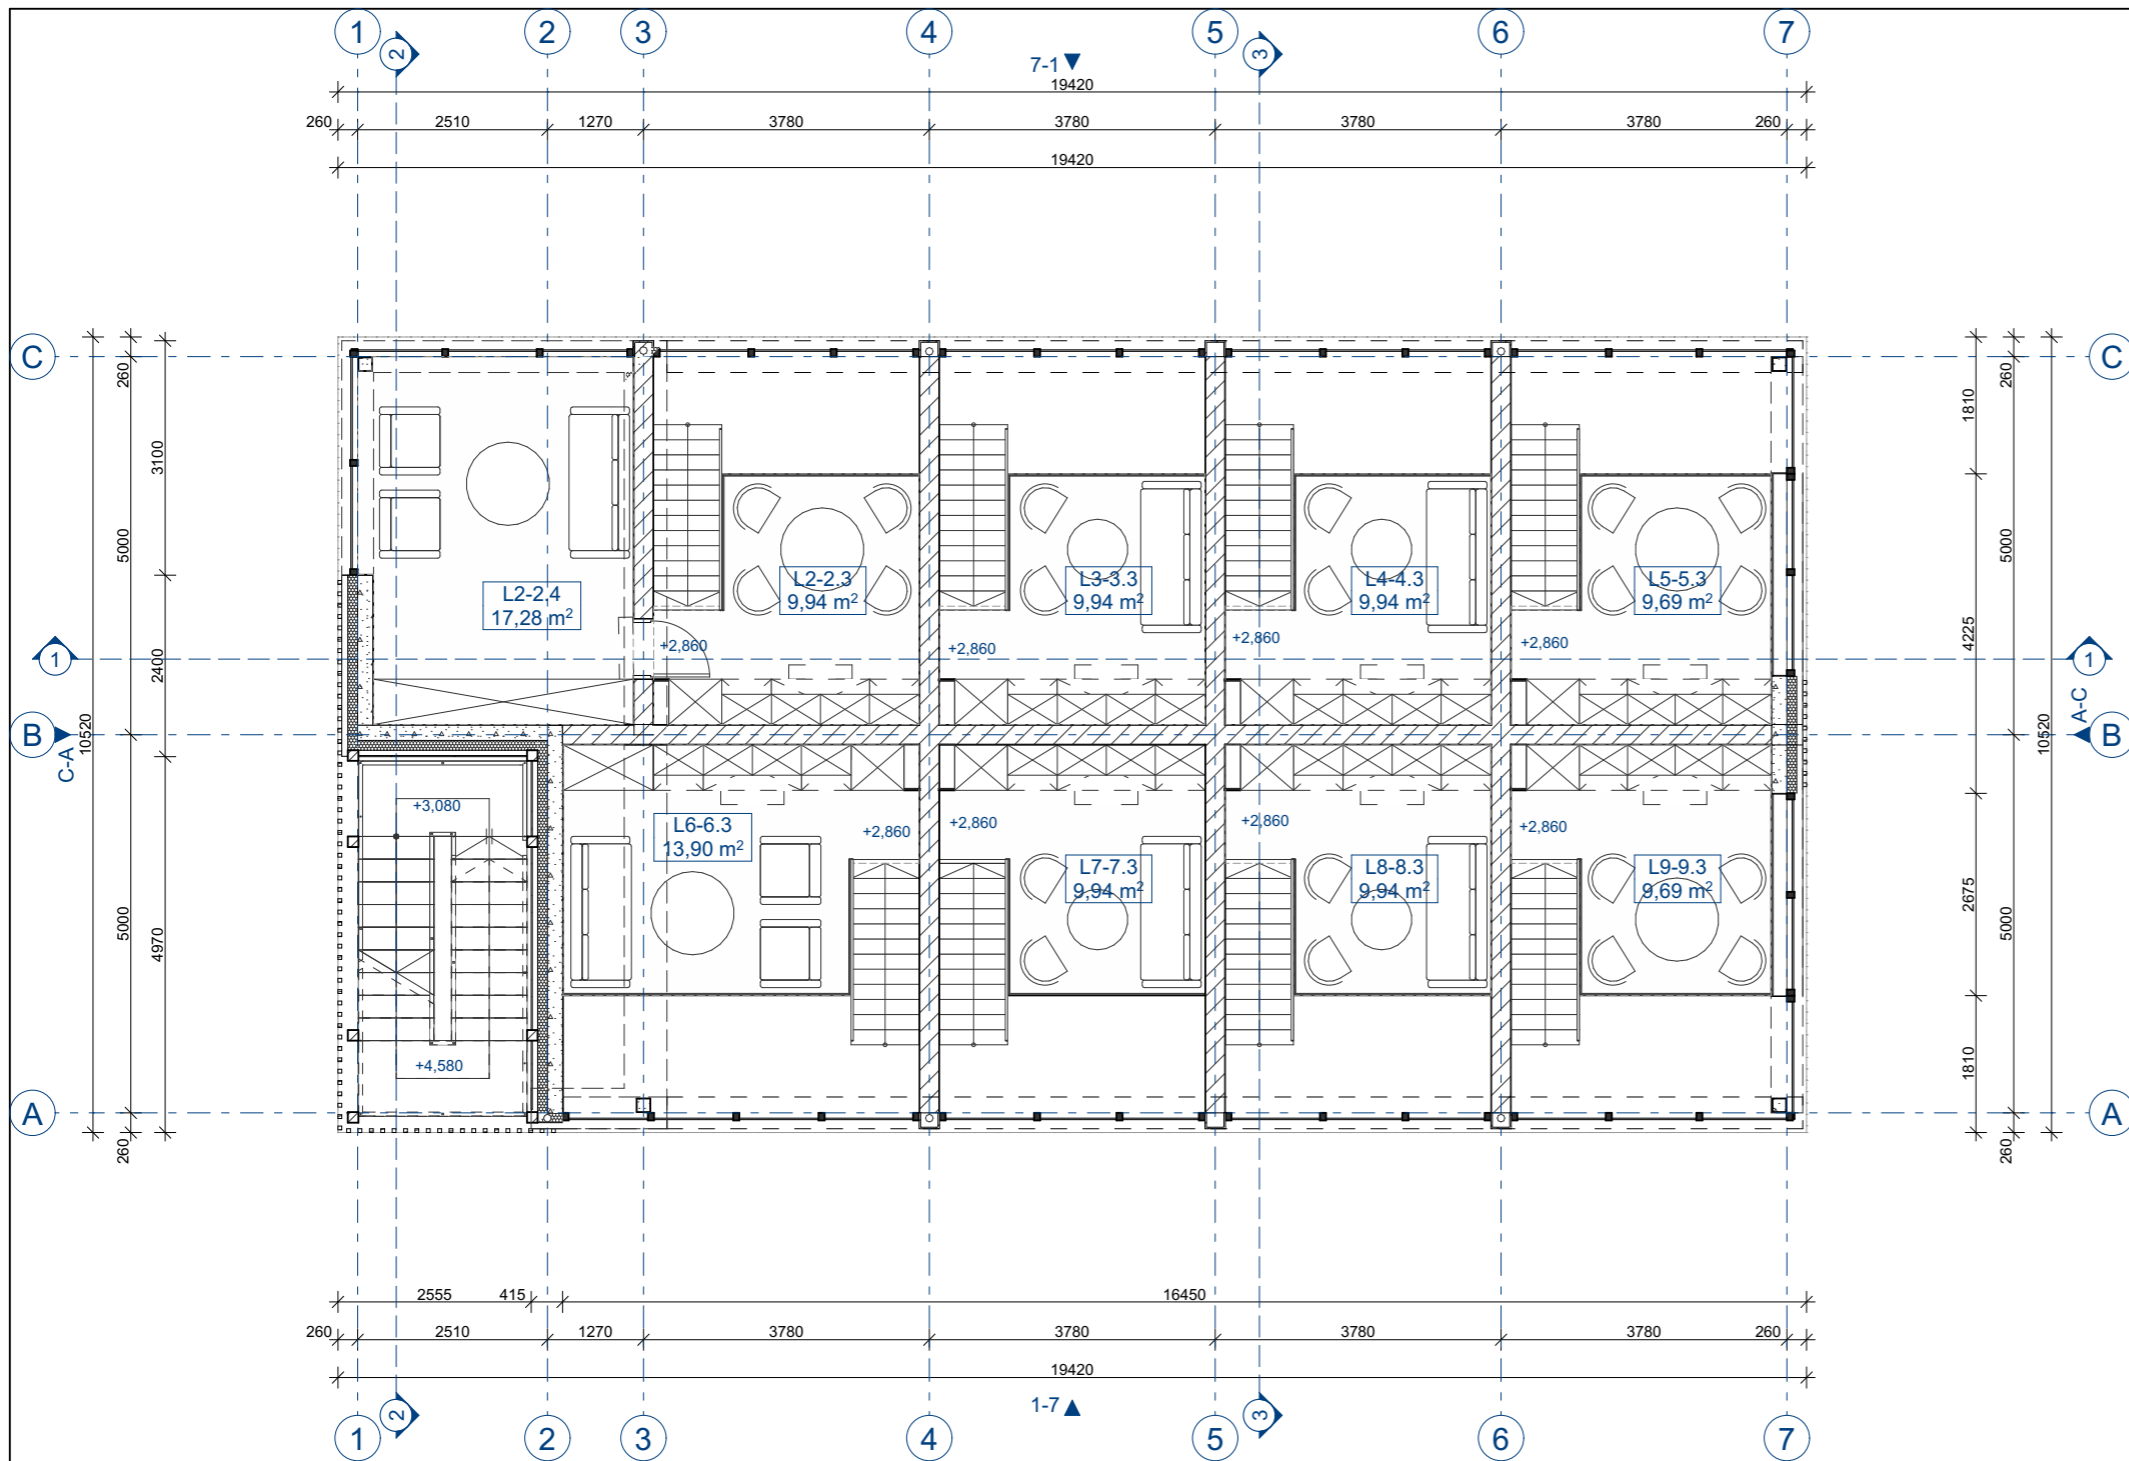 1 2 3 4 5 6 7
2 3
7-1
19420
260 2510 1270 3780 3780 3780 3780 260
19420
C C
260 260
1810
3100
5000 5000
L2-2.4
17,28 m²
L2-2.3
9,94 m²
L3-3.3
9,94 m²
L4-4.3
9,94 m²
L5-5.3
9,69 m²
4225
+2,860 +2,860 +2,860 +2,860
1 1
2400
A-C
10520 10520
B B
C-A
+3,080
L6-6.3
13,90 m²
+2,860 +2,860 +2,860 +2,860
L7-7.3
9,94 m²
L8-8.3
9,94 m²
L9-9.3
9,69 m²
2675
5000 5000
4970
+4,580
1810
A A
260 260
2555 415 16450
260 2510 1270 3780 3780 3780 3780 260
19420
1-7
2 3
1 2 3 4 5 6 7